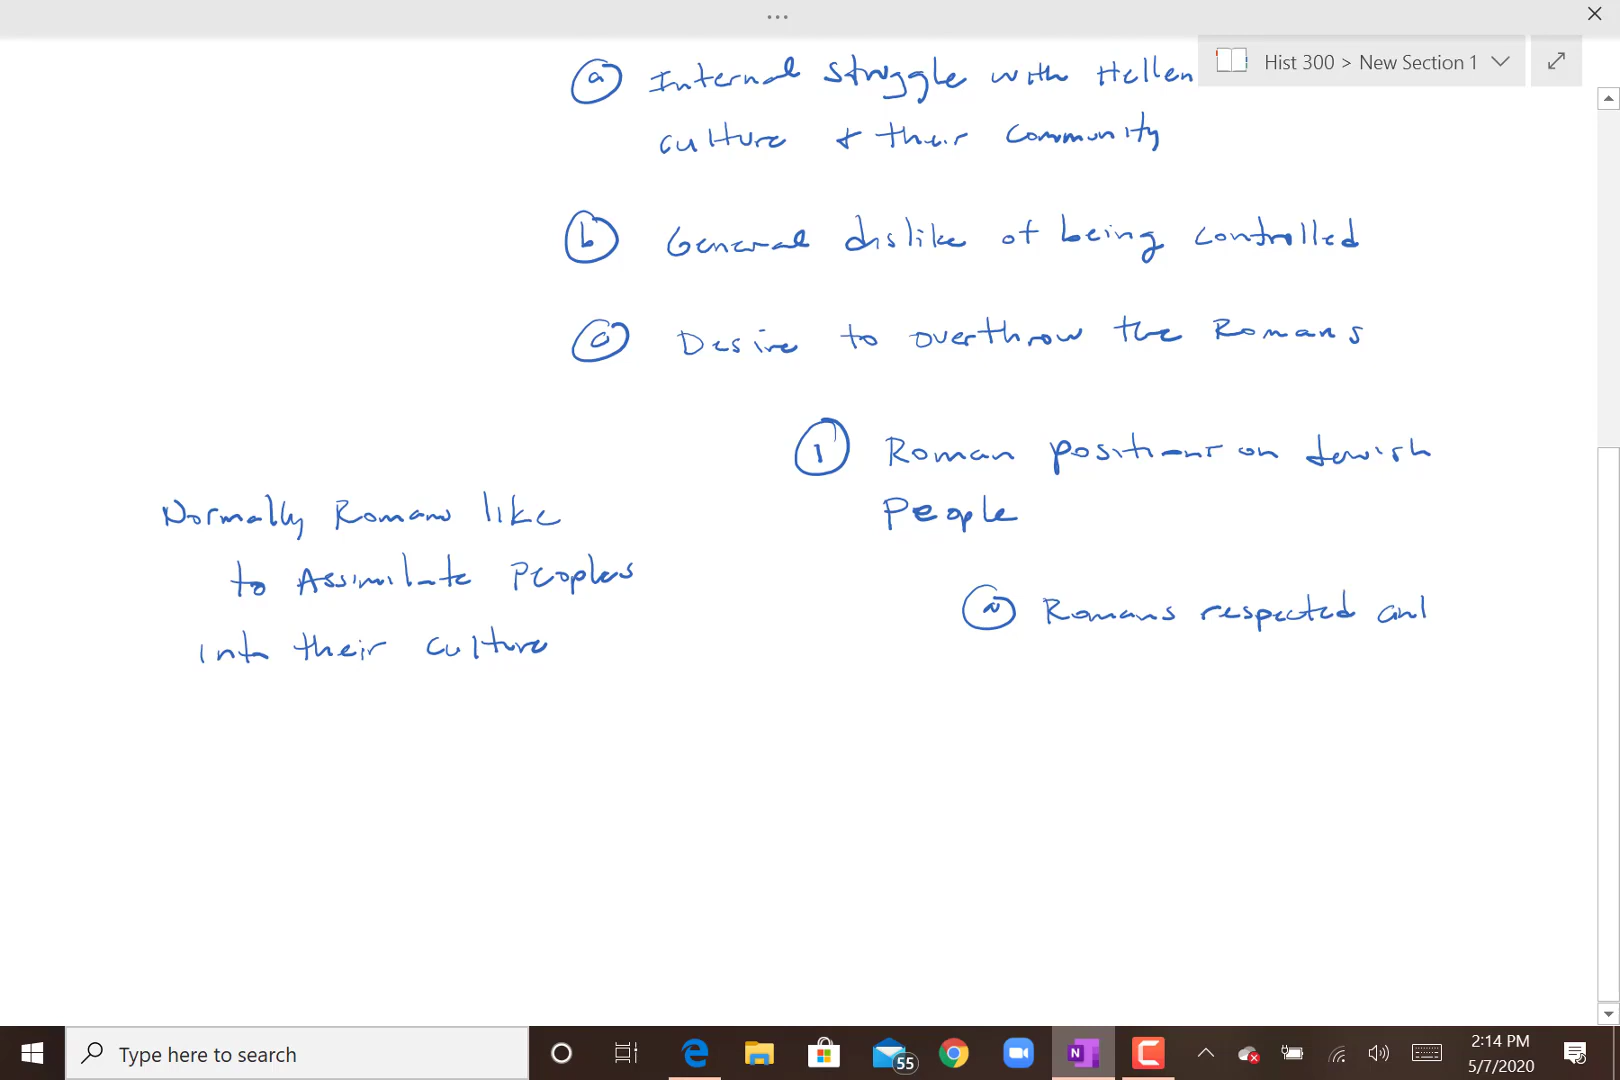 Hist 300 > New Section 1
a Internal struggle with Hellen
culture + their community
b General dislike of being controlled
c Desire to overthrow the Romans
1 Roman positions on Jewish
People
Normally Romans like
to Assimilate Peoples
into their culture
a Romans respected and
Type here to search
55
2:14 PM
5/7/2020